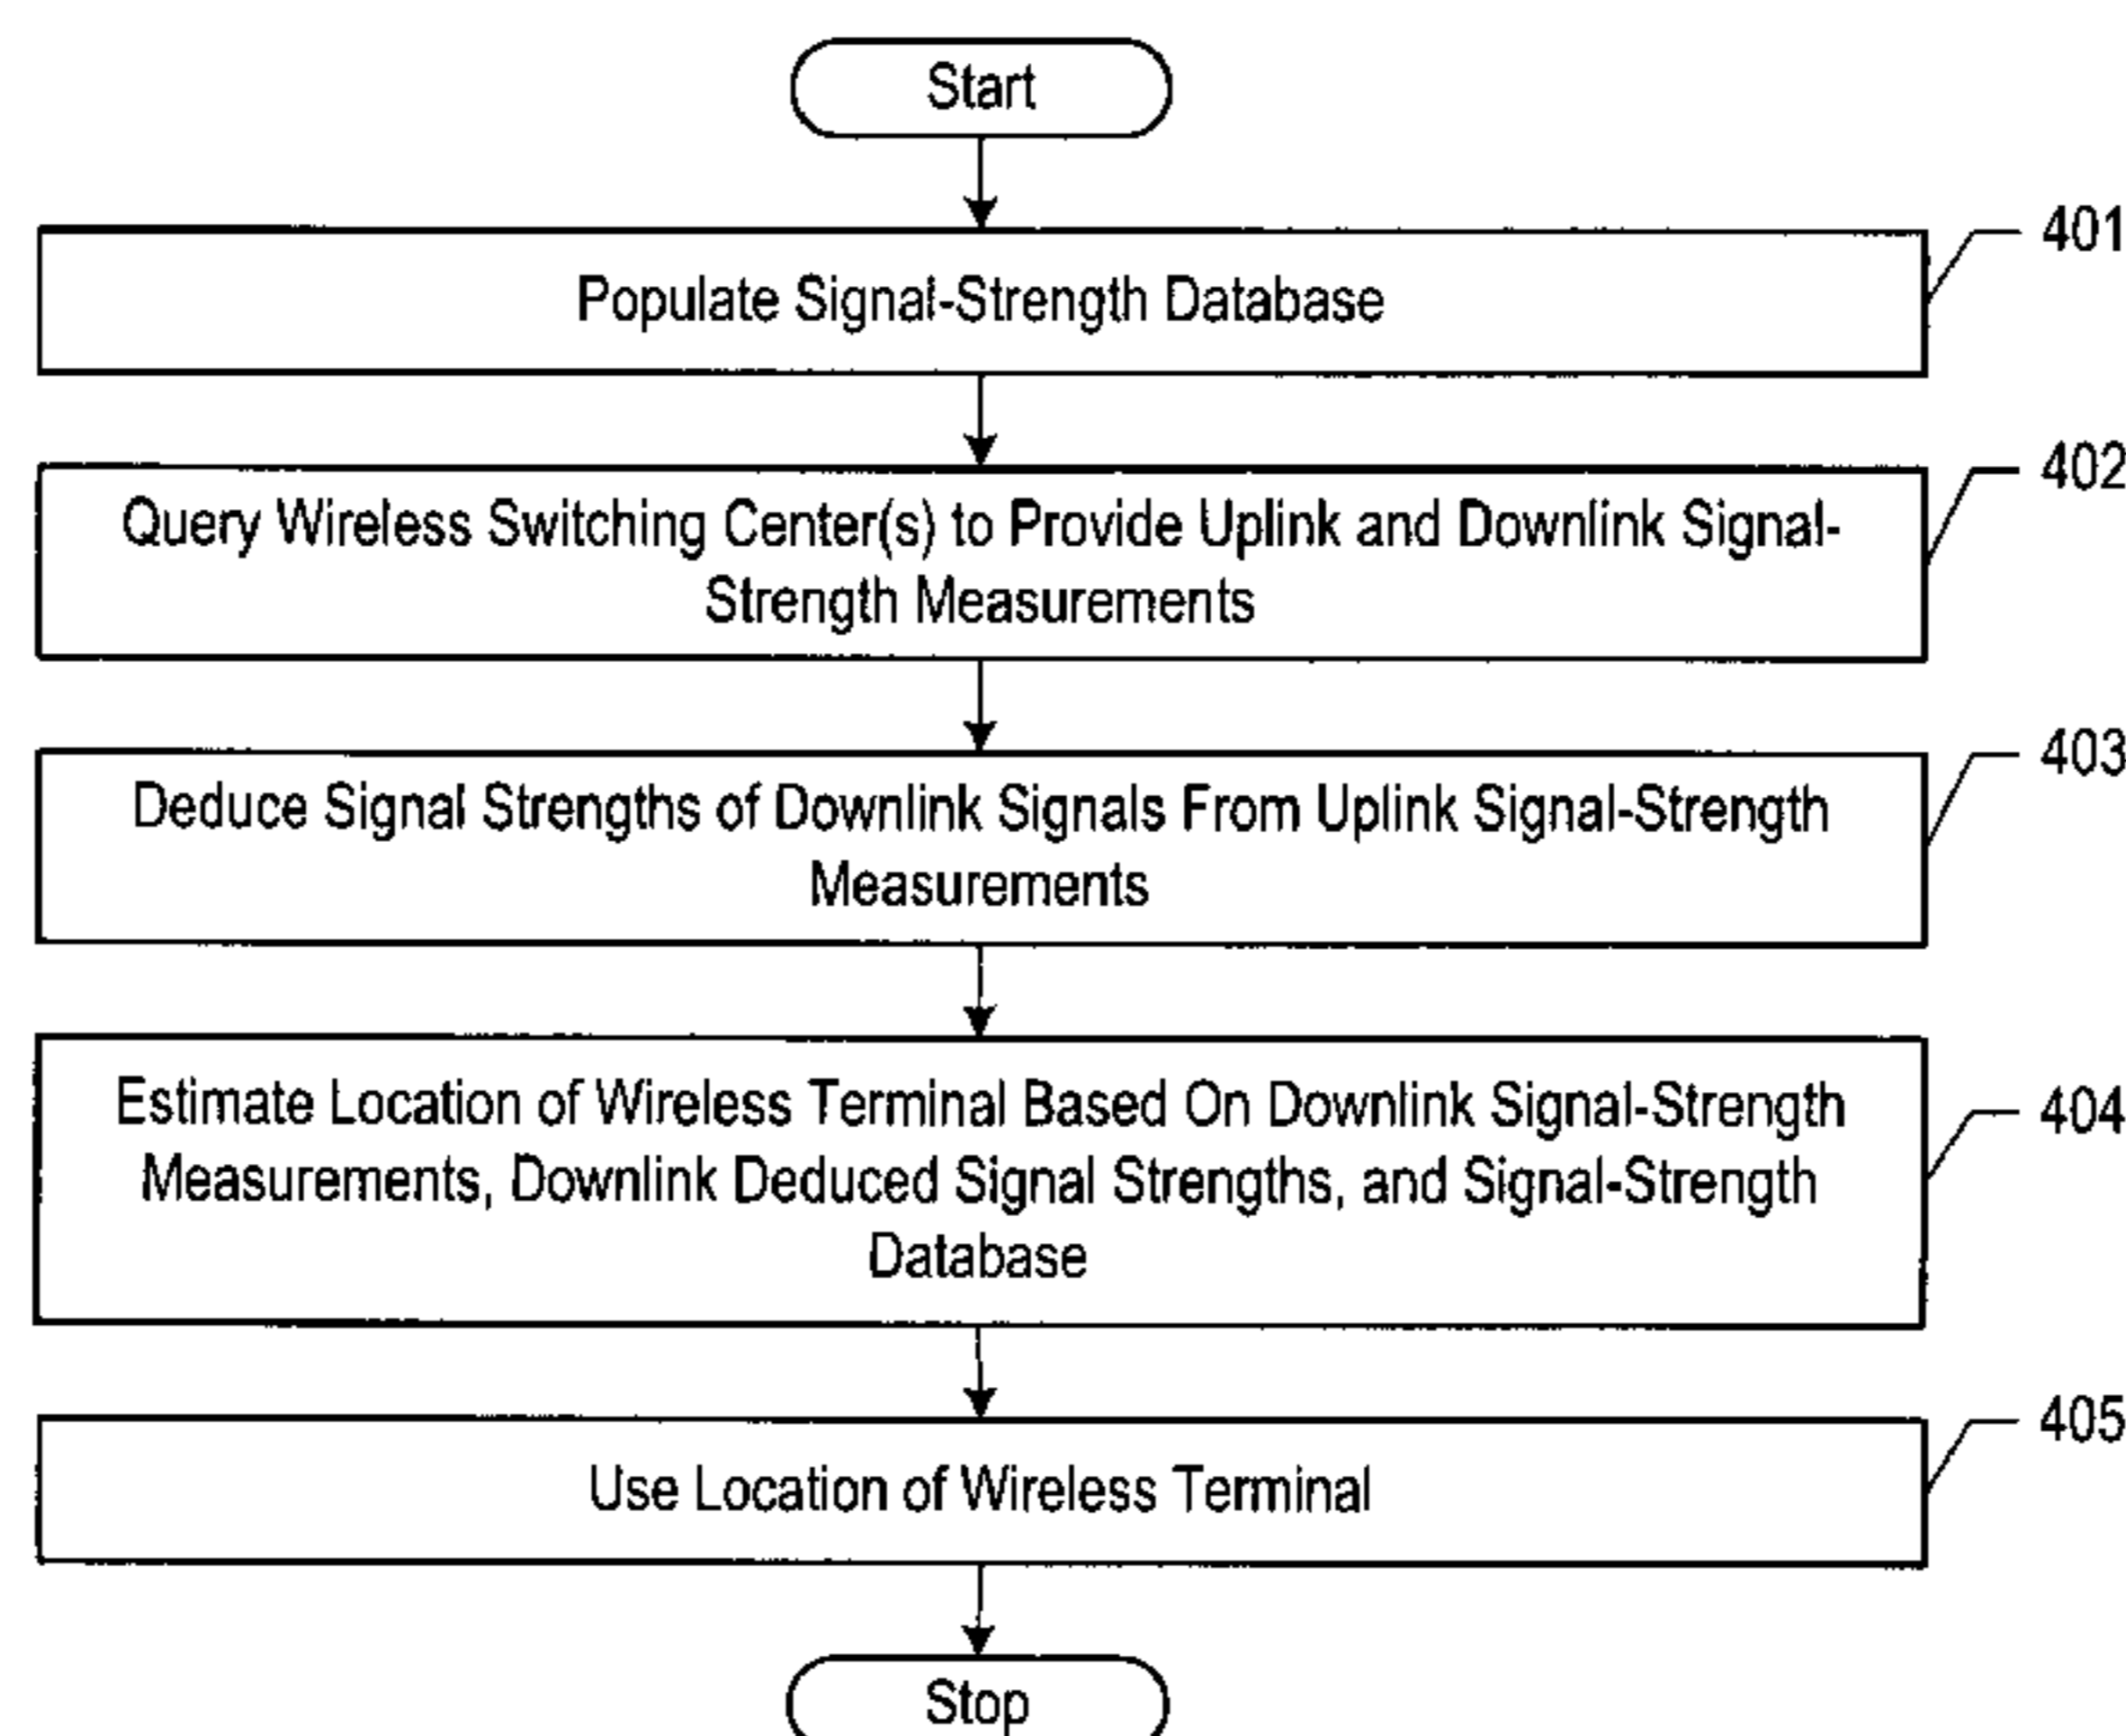 Start
401
Populate Signal-Strength Database
402
Query Wireless Switching Center(s) to Provide Uplink and Downlink Signal-
Strength Measurements
403
Deduce Signal Strengths of Downlink Signals From Uplink Signal-Strength
Measurements
404
Estimate Location of Wireless Terminal Based On Downlink Signal-Strength
Measurements, Downlink Deduced Signal Strengths, and Signal-Strength
Database
405
Use Location of Wireless Terminal
Stop